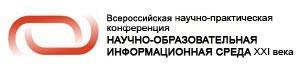 Всероссийская научно-практическая
конференция
НАУЧНО-ОБРАЗОВАТЕЛЬНАЯ
ИНФОРМАЦИОННАЯ СРЕДА XXI века